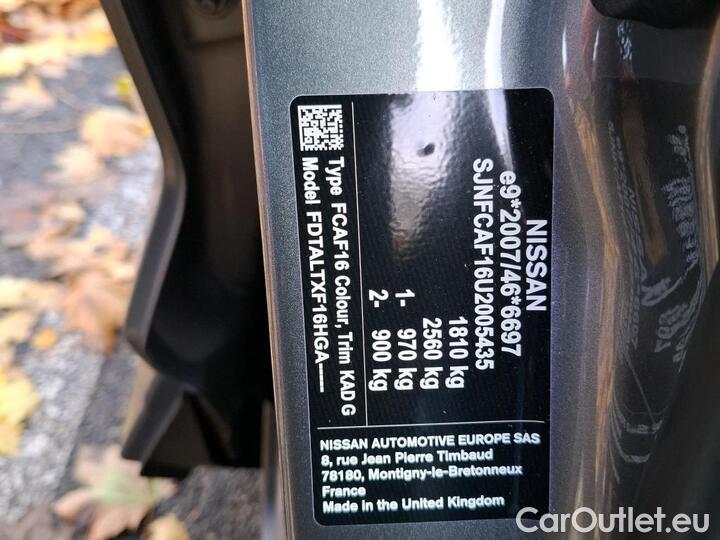 NISSAN
e9*2007/46*6697
SJNFCAF16U2005435
1810 kg
2560 kg
1- 970 kg
2- 900 kg
Type FCAF16 Colour, Trim KAD G
Model FDTALTXF16HGA-----
NISSAN AUTOMOTIVE EUROPE SAS
8, rue Jean Pierre Timbaud
78180, Montigny-le-Bretonneux
France
Made in the United Kingdom
CarOutlet.eu